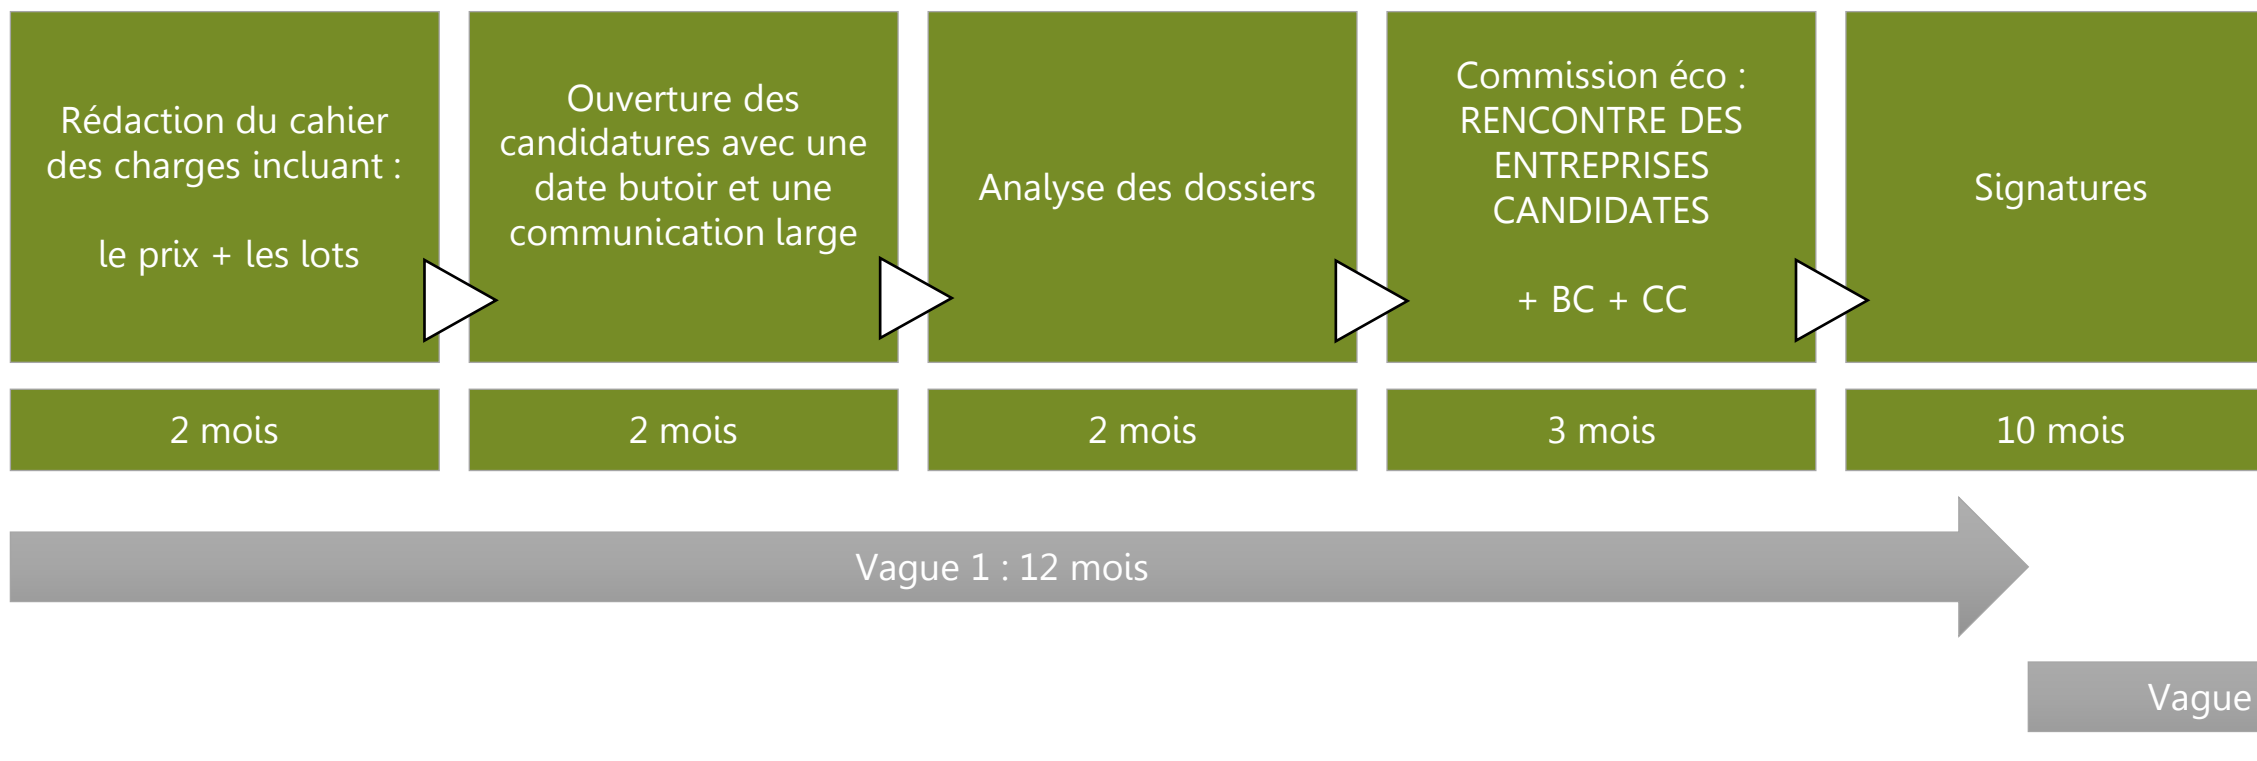 Rédaction du cahier
des charges incluant :
le prix + les lots
Ouverture des
candidatures avec une
date butoir et une
communication large
Analyse des dossiers
Commission éco :
RENCONTRE DES
ENTREPRISES
CANDIDATES
+ BC + CC
Signatures
2 mois
2 mois
2 mois
3 mois
10 mois
Vague 1 : 12 mois
Vague